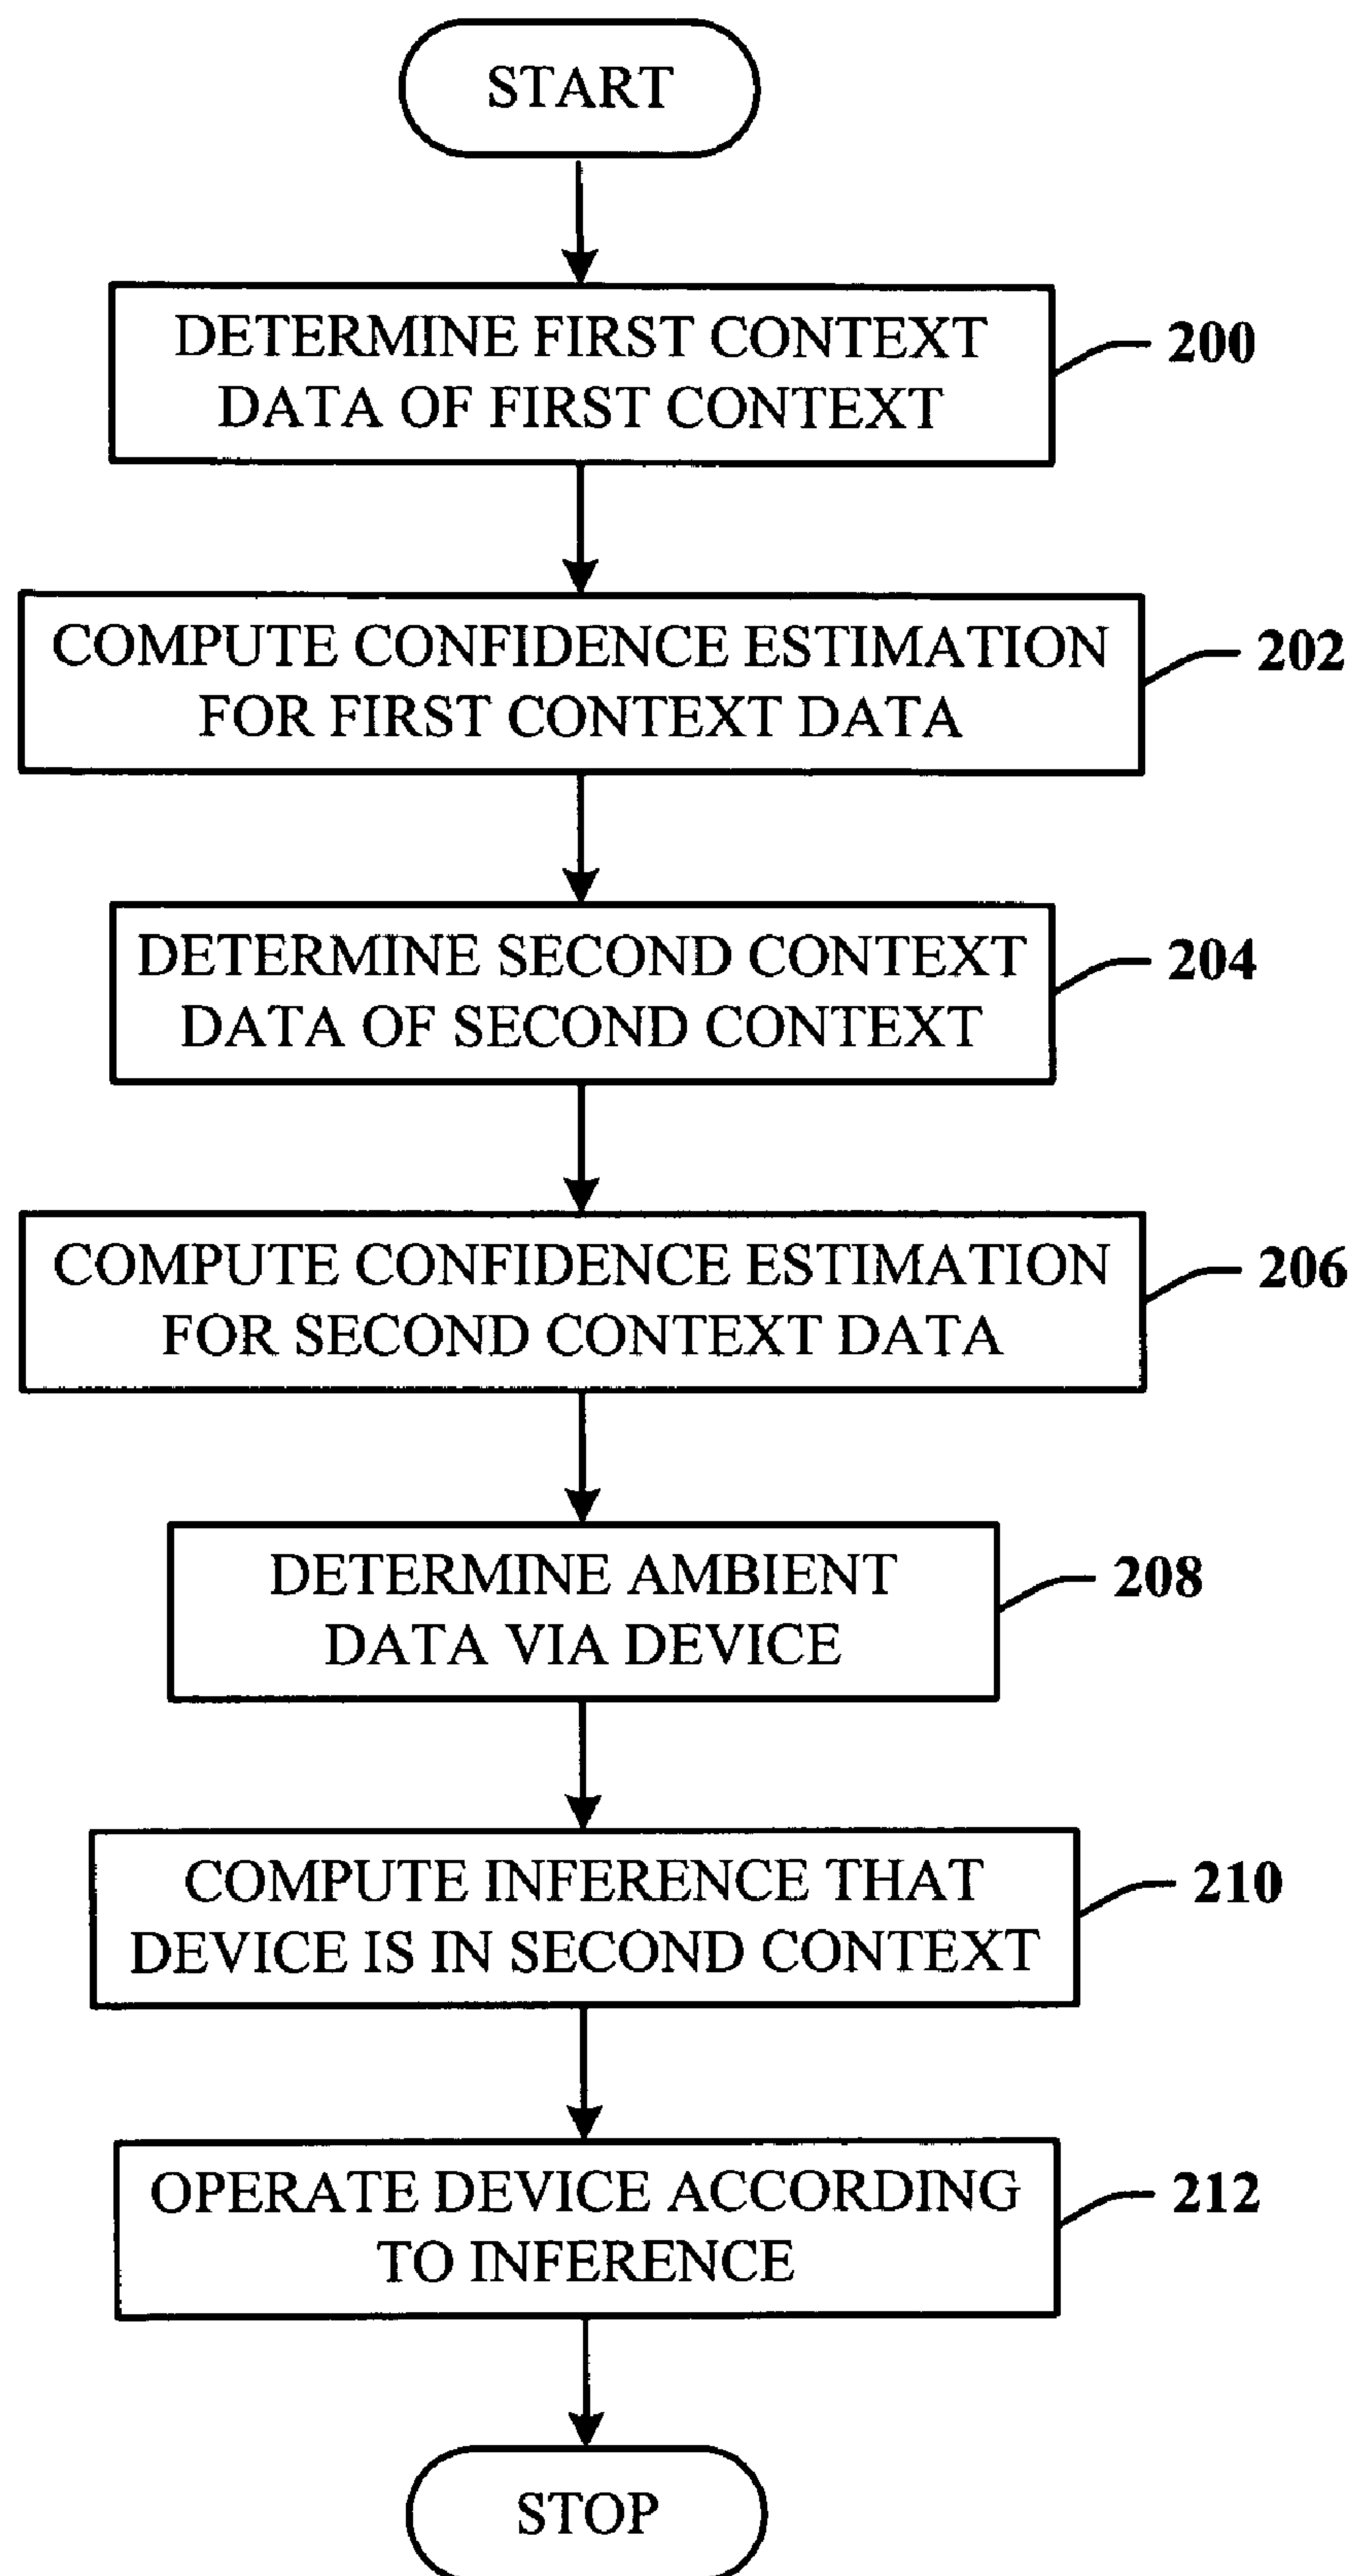 START
DETERMINE FIRST CONTEXT
DATA OF FIRST CONTEXT
200
COMPUTE CONFIDENCE ESTIMATION
FOR FIRST CONTEXT DATA
202
DETERMINE SECOND CONTEXT
DATA OF SECOND CONTEXT
204
COMPUTE CONFIDENCE ESTIMATION
FOR SECOND CONTEXT DATA
206
DETERMINE AMBIENT
DATA VIA DEVICE
208
COMPUTE INFERENCE THAT
DEVICE IS IN SECOND CONTEXT
210
OPERATE DEVICE ACCORDING
TO INFERENCE
212
STOP